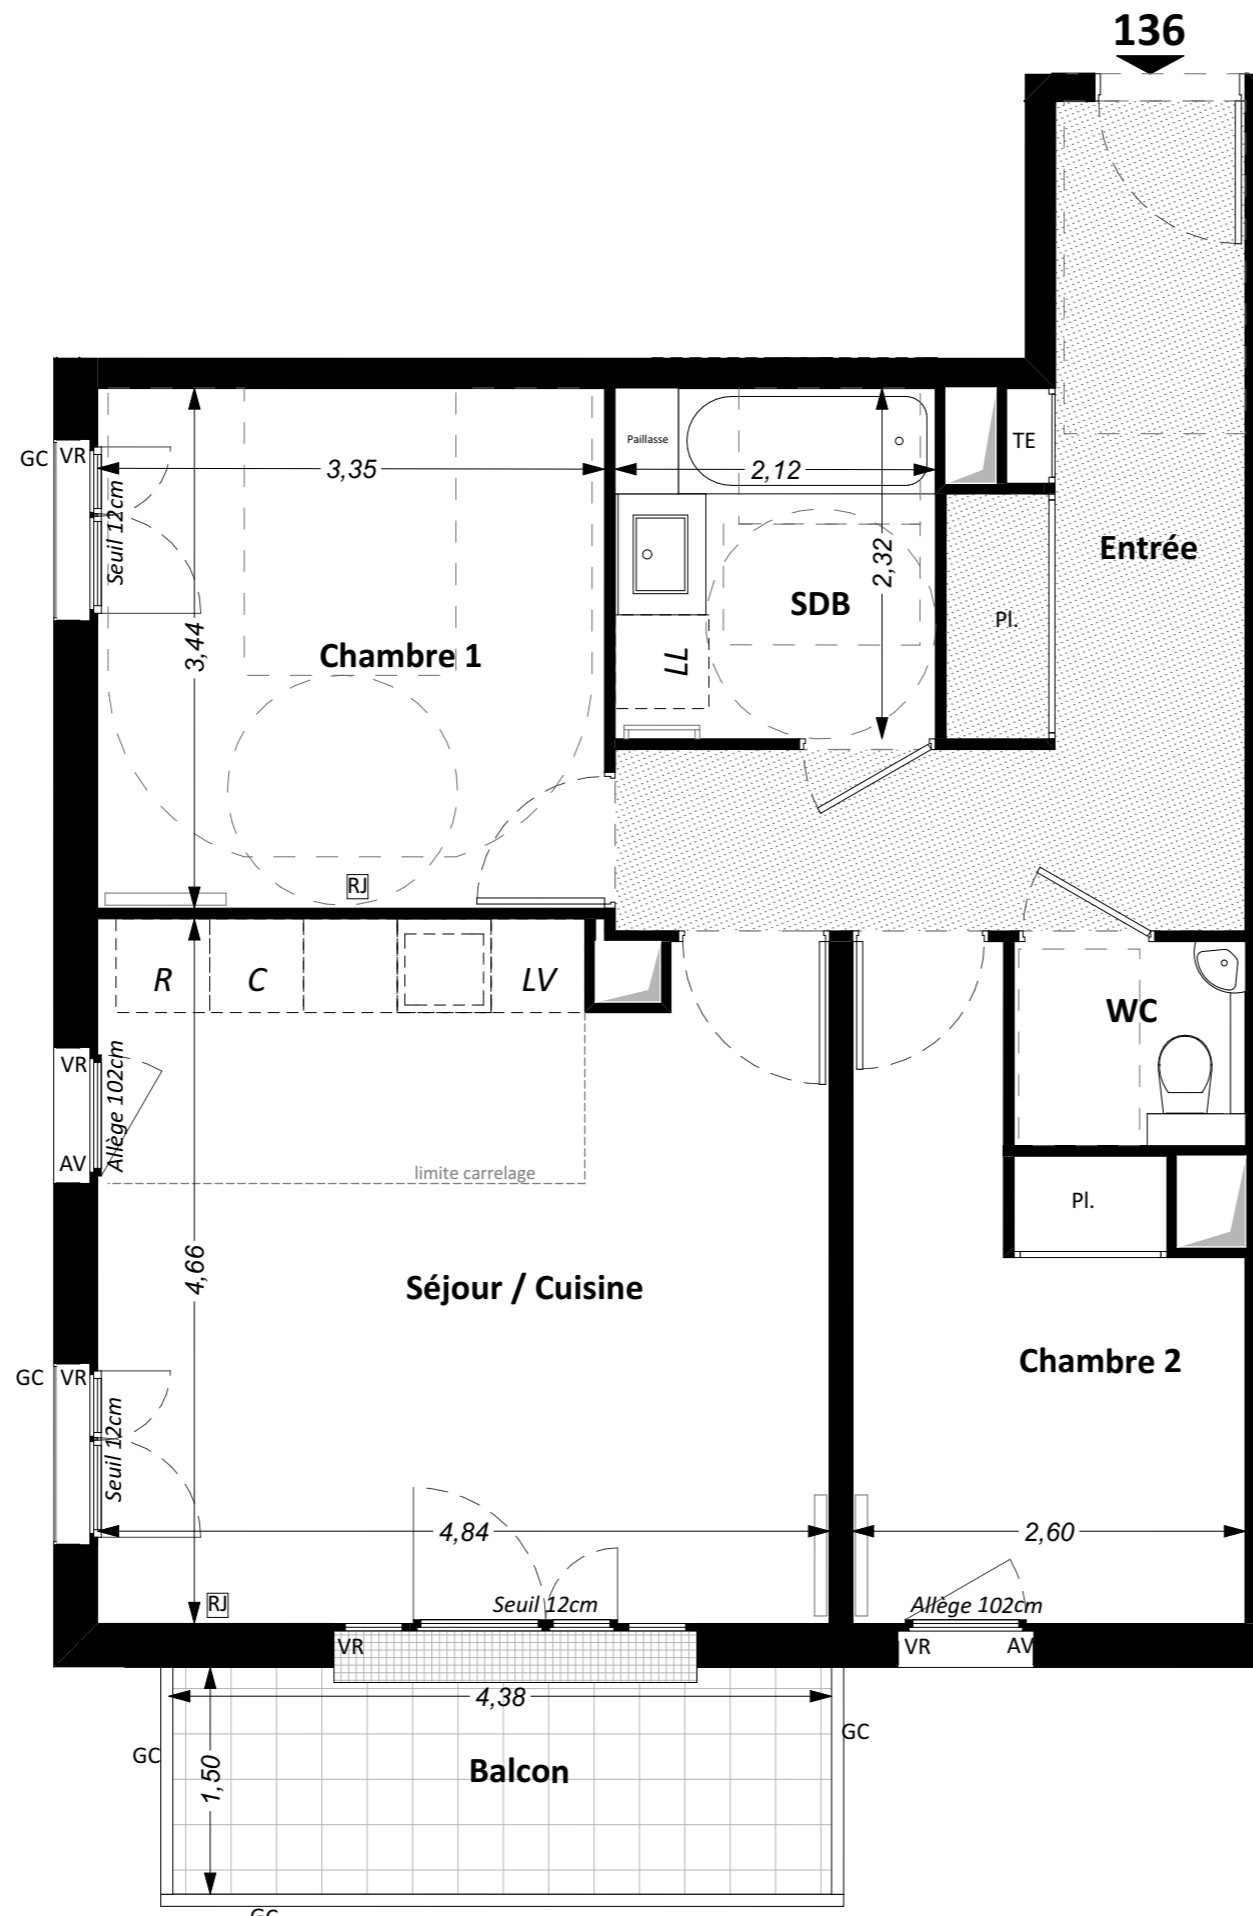 136
GC
VR
Seuil 12cm
3,35
3,44
Chambre 1
RJ
Paillasse
2,12
2,32
SDB
LL
TE
Pl.
Entrée
R
C
LV
VR
AV
Allège 102cm
limite carrelage
WC
Pl.
4,66
Séjour / Cuisine
Chambre 2
GC
VR
Seuil 12cm
4,84
2,60
RJ
Seuil 12cm
Allège 102cm
VR
VR
AV
4,38
GC
GC
1,50
Balcon
GC